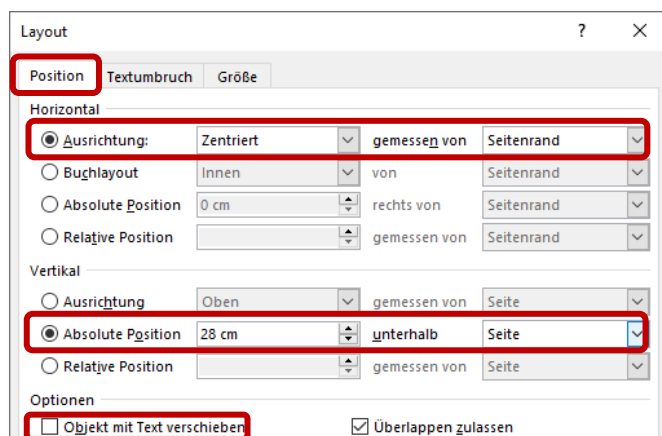 Layout ?
Position Textumbruch Größe
Horizontal
Ausrichtung: Zentriert gemessen von Seitenrand
Buchlayout Innen von Seitenrand
Absolute Position 0 cm rechts von Seitenrand
Relative Position gemessen von Seitenrand
Vertikal
Ausrichtung Oben gemessen von Seite
Absolute Position 28 cm unterhalb Seite
Relative Position gemessen von Seite
Optionen
Objekt mit Text verschieben Überlappen zulassen